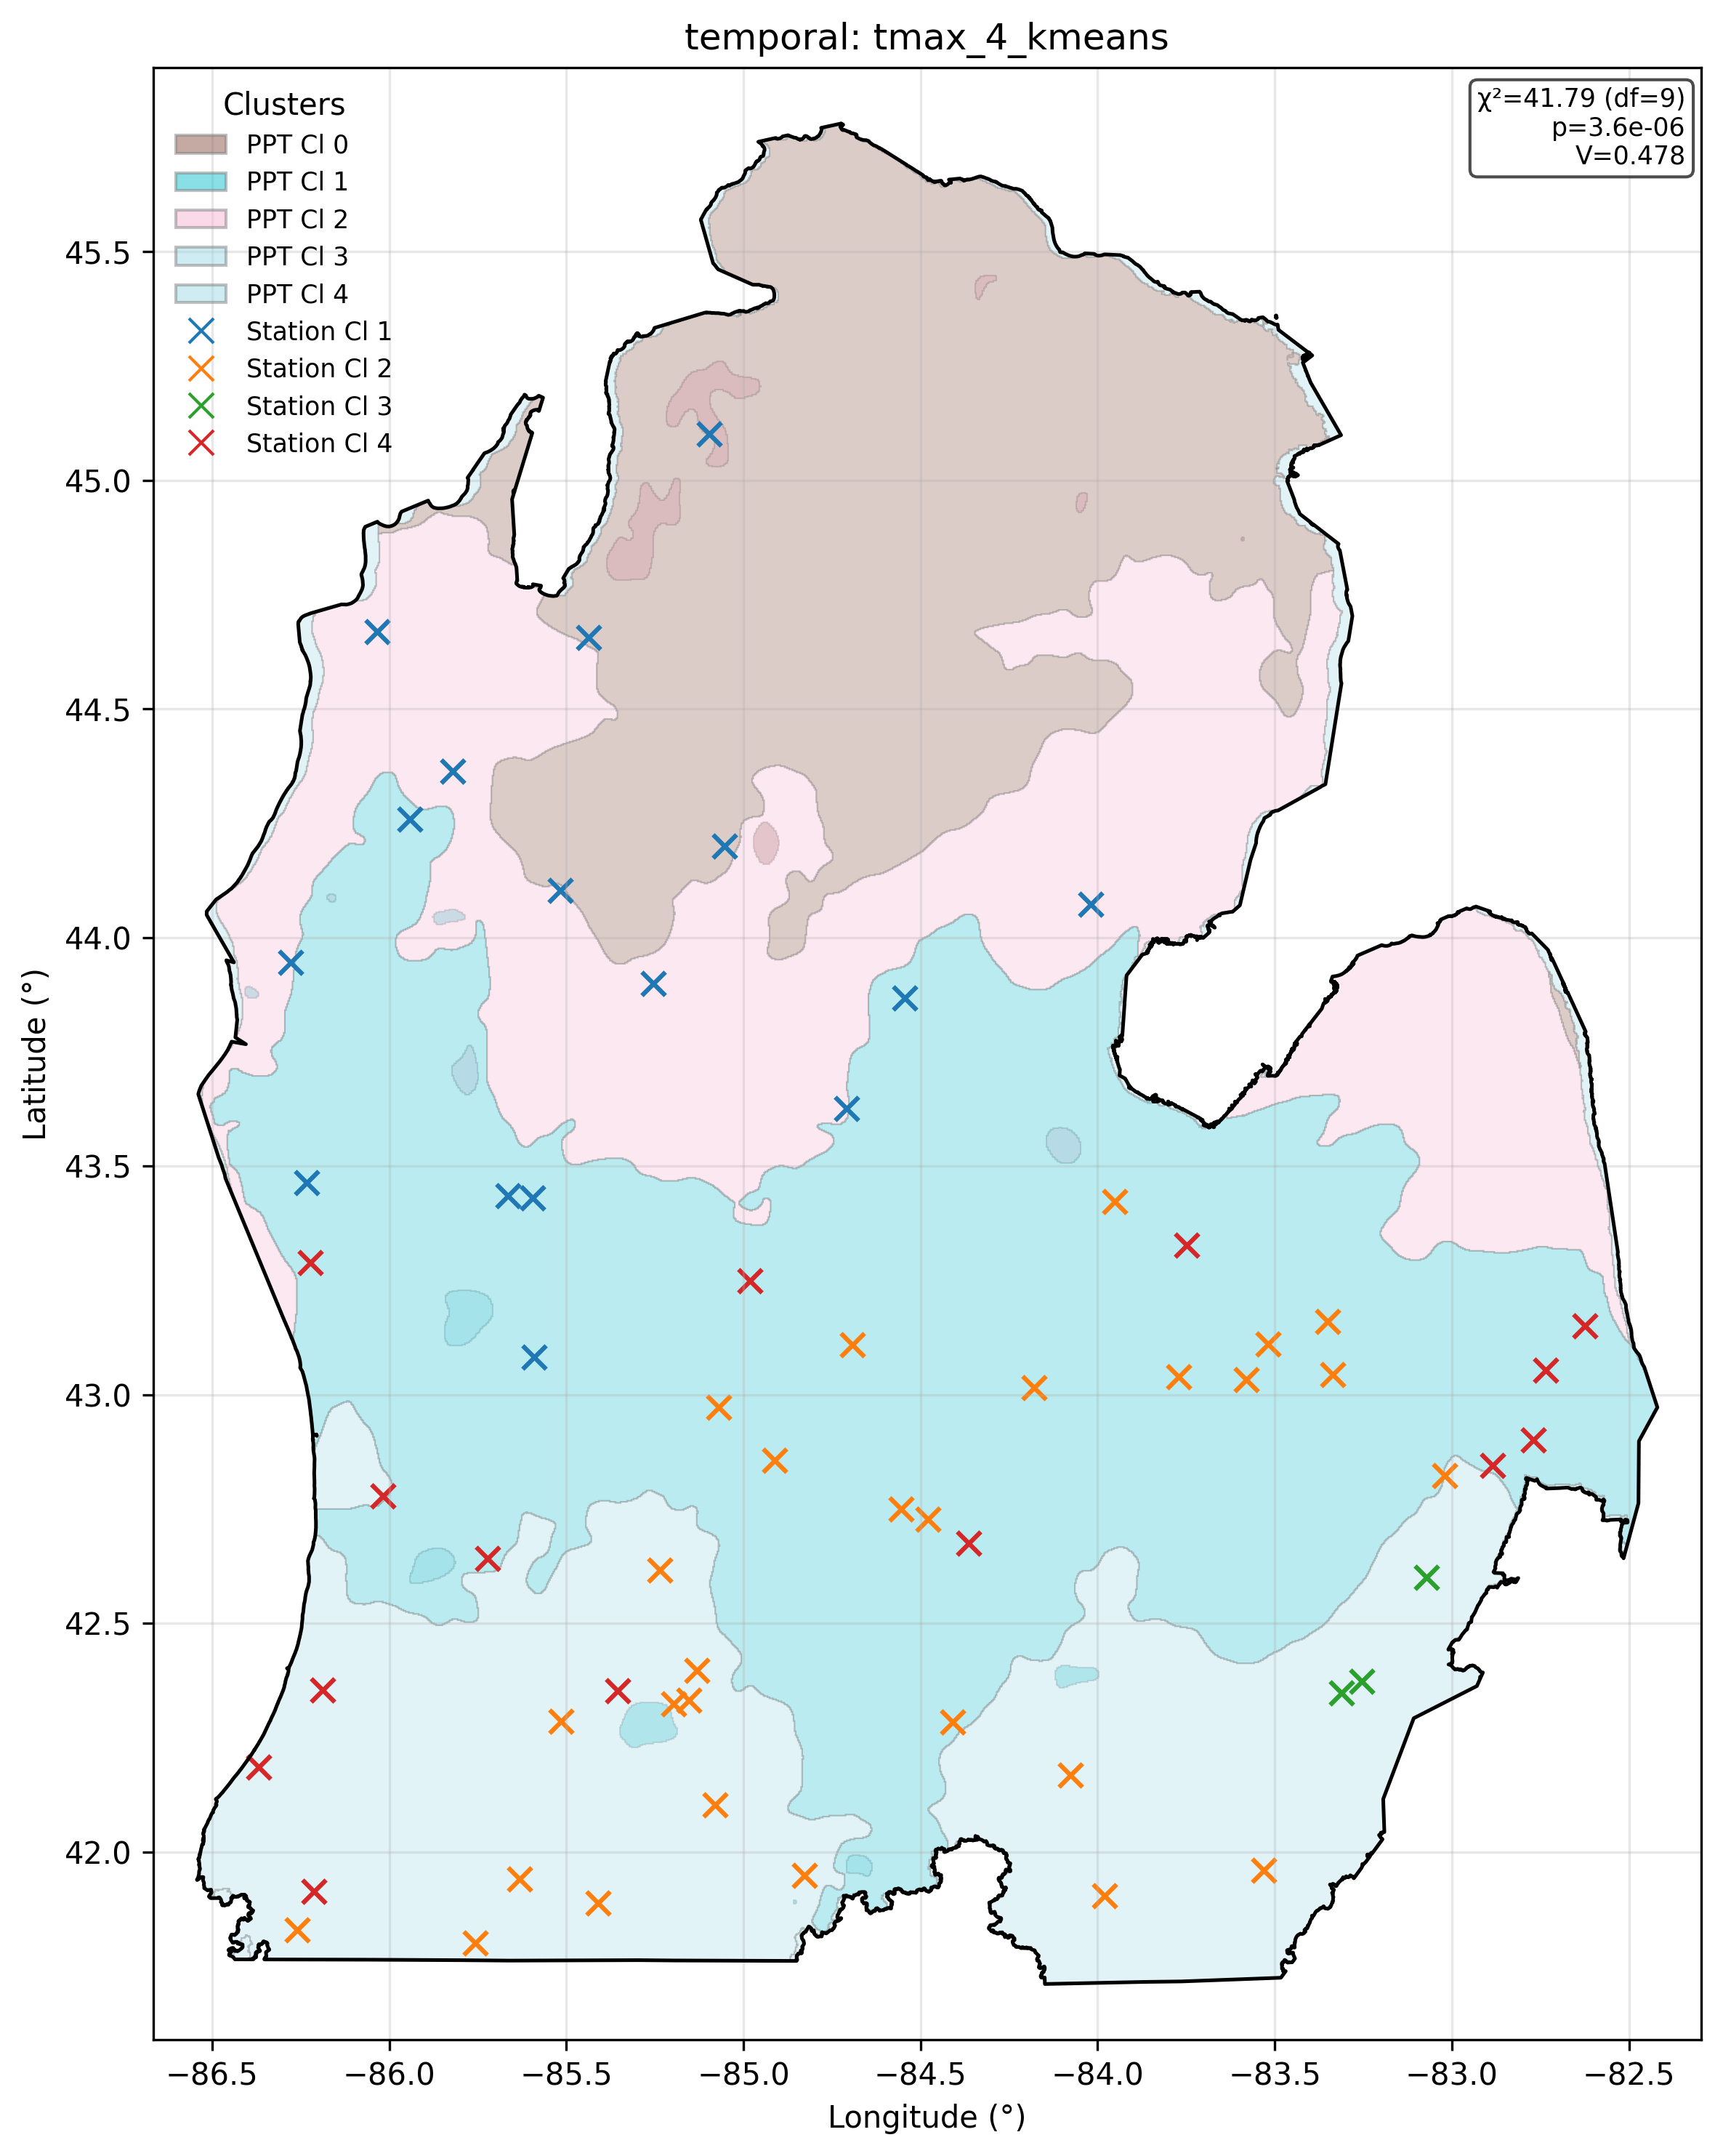 temporal: tmax_4_kmeans
Clusters
PPT Cl 0
PPT Cl 1
PPT Cl 2
PPT Cl 3
PPT Cl 4
Station Cl 1
Station Cl 2
Station Cl 3
Station Cl 4
χ²=41.79 (df=9)
p=3.6e-06
V=0.478
45.5
45.0
44.5
44.0
43.5
43.0
42.5
42.0
Latitude (°)
−86.5 −86.0 −85.5 −85.0 −84.5 −84.0 −83.5 −83.0 −82.5
Longitude (°)